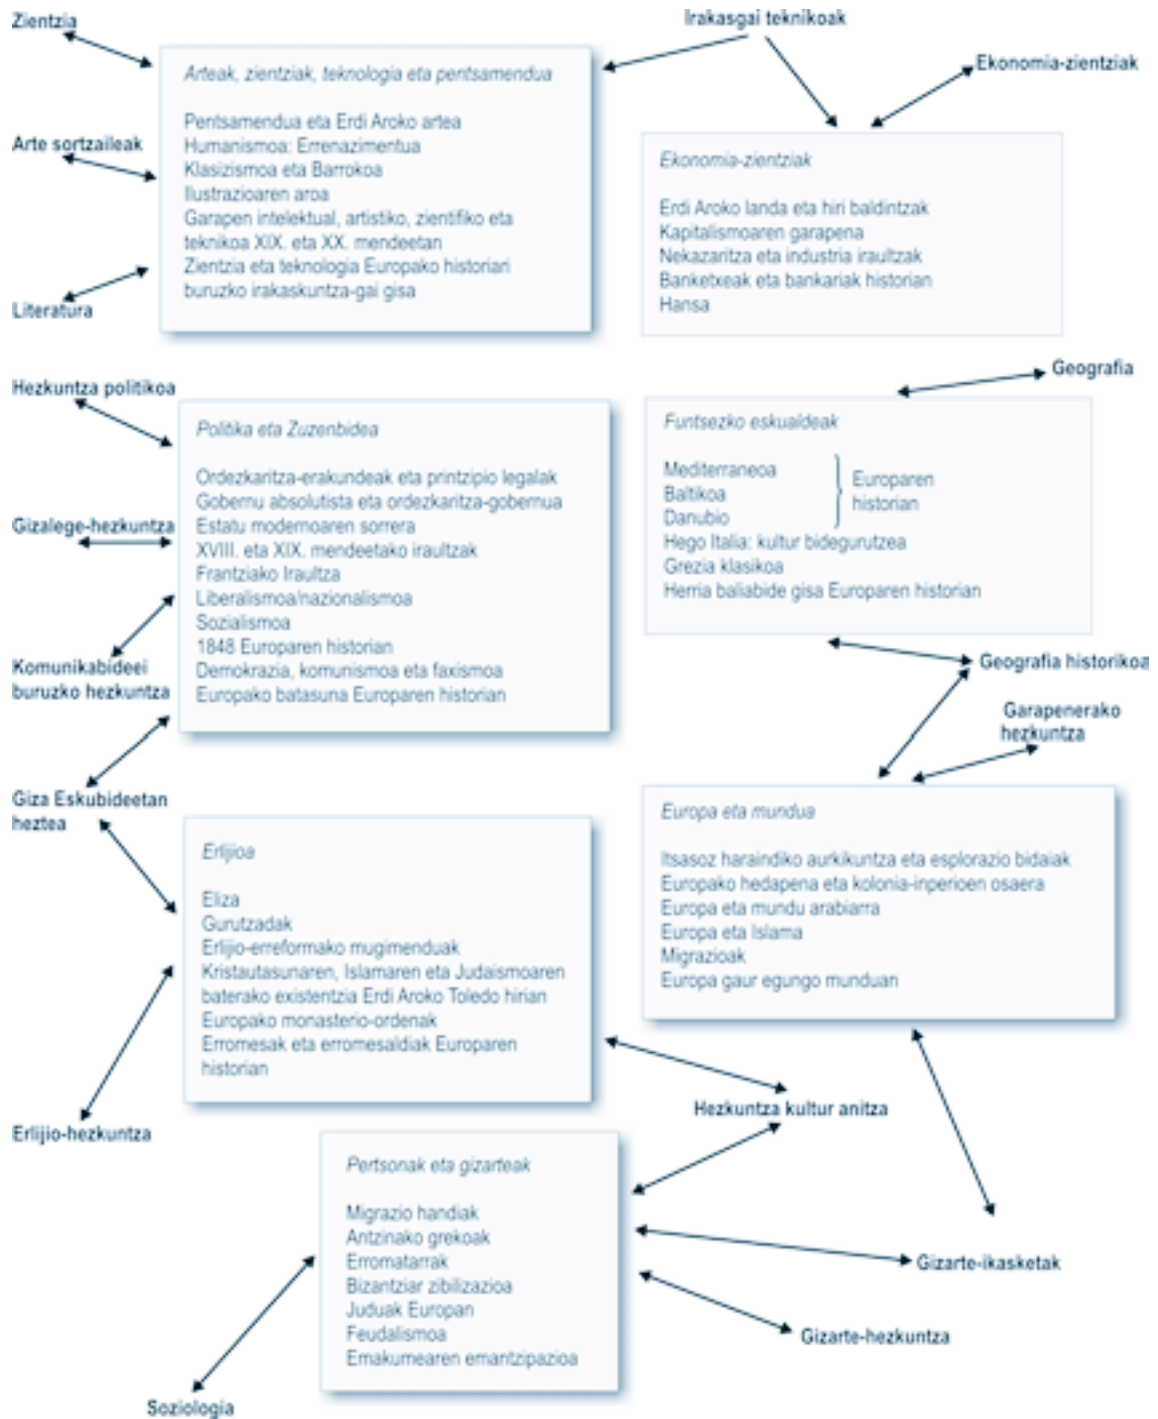 Zientzia
Irakasgai teknikoak
Ekonomia-zientziak
Arteak, zientziak, teknologia eta pentsamendua
Pentsamendua eta Erdi Aroko artea
Humanismoa: Errenazimentua
Klasizismoa eta Barrokoa
Ilustrazioaren aroa
Garapen intelektual, artistiko, zientifiko eta
teknikoa XIX. eta XX. mendeetan
Zientzia eta teknologia Europako historiari
buruzko irakaskuntza-gai gisa
Arte sortzaileak
Literatura
Ekonomia-zientziak
Erdi Aroko landa eta hiri baldintzak
Kapitalismoaren garapena
Nekazaritza eta industria iraultzak
Banketxeak eta bankariak historian
Hansa
Hezkuntza politikoa
Geografia
Politika eta Zuzenbidea
Ordezkaritza-erakundeak eta printzipio legalak
Gobernu absolutista eta ordezkaritza-gobernua
Estatu modernoaren sorrera
XVIII. eta XIX. mendeetako iraultzak
Frantziako Iraultza
Liberalismoa/nazionalismoa
Sozialismoa
1848 Europaren historian
Demokrazia, komunismoa eta faxismoa
Europako batasuna Europaren historian
Gizalege-hezkuntza
Komunikabideei
buruzko hezkuntza
Funtsezko eskualdeak
Mediterraneoa
Baltikoa
Danubio
Europaren
historian
Hego Italia: kultur bidegurutzea
Grezia klasikoa
Herria baliabide gisa Europaren historian
Geografia historikoa
Garapenerako
hezkuntza
Giza Eskubideetan
heztea
Erlijioa
Eliza
Gurutzadak
Erlijio-erreformako mugimenduak
Kristautasunaren, Islamaren eta Judaismoaren
baterako existentzia Erdi Aroko Toledo hirian
Europako monasterio-ordenak
Erromesak eta erromesaldiak Europaren
historian
Europa eta mundua
Itsasoz haraindiko aurkikuntza eta esplorazio bidaiak
Europako hedapena eta kolonia-inperioen osaera
Europa eta mundu arabiarra
Europa eta Islama
Migrazioak
Europa gaur egungo munduan
Hezkuntza kultur anitza
Erlijio-hezkuntza
Pertsonak eta gizarteak
Migrazio handiak
Antzinako grekoak
Erromatarrak
Bizantziar zibilizazioa
Juduak Europan
Feudalismoa
Emakumearen emantzipazioa
Gizarte-ikasketak
Gizarte-hezkuntza
Soziologia